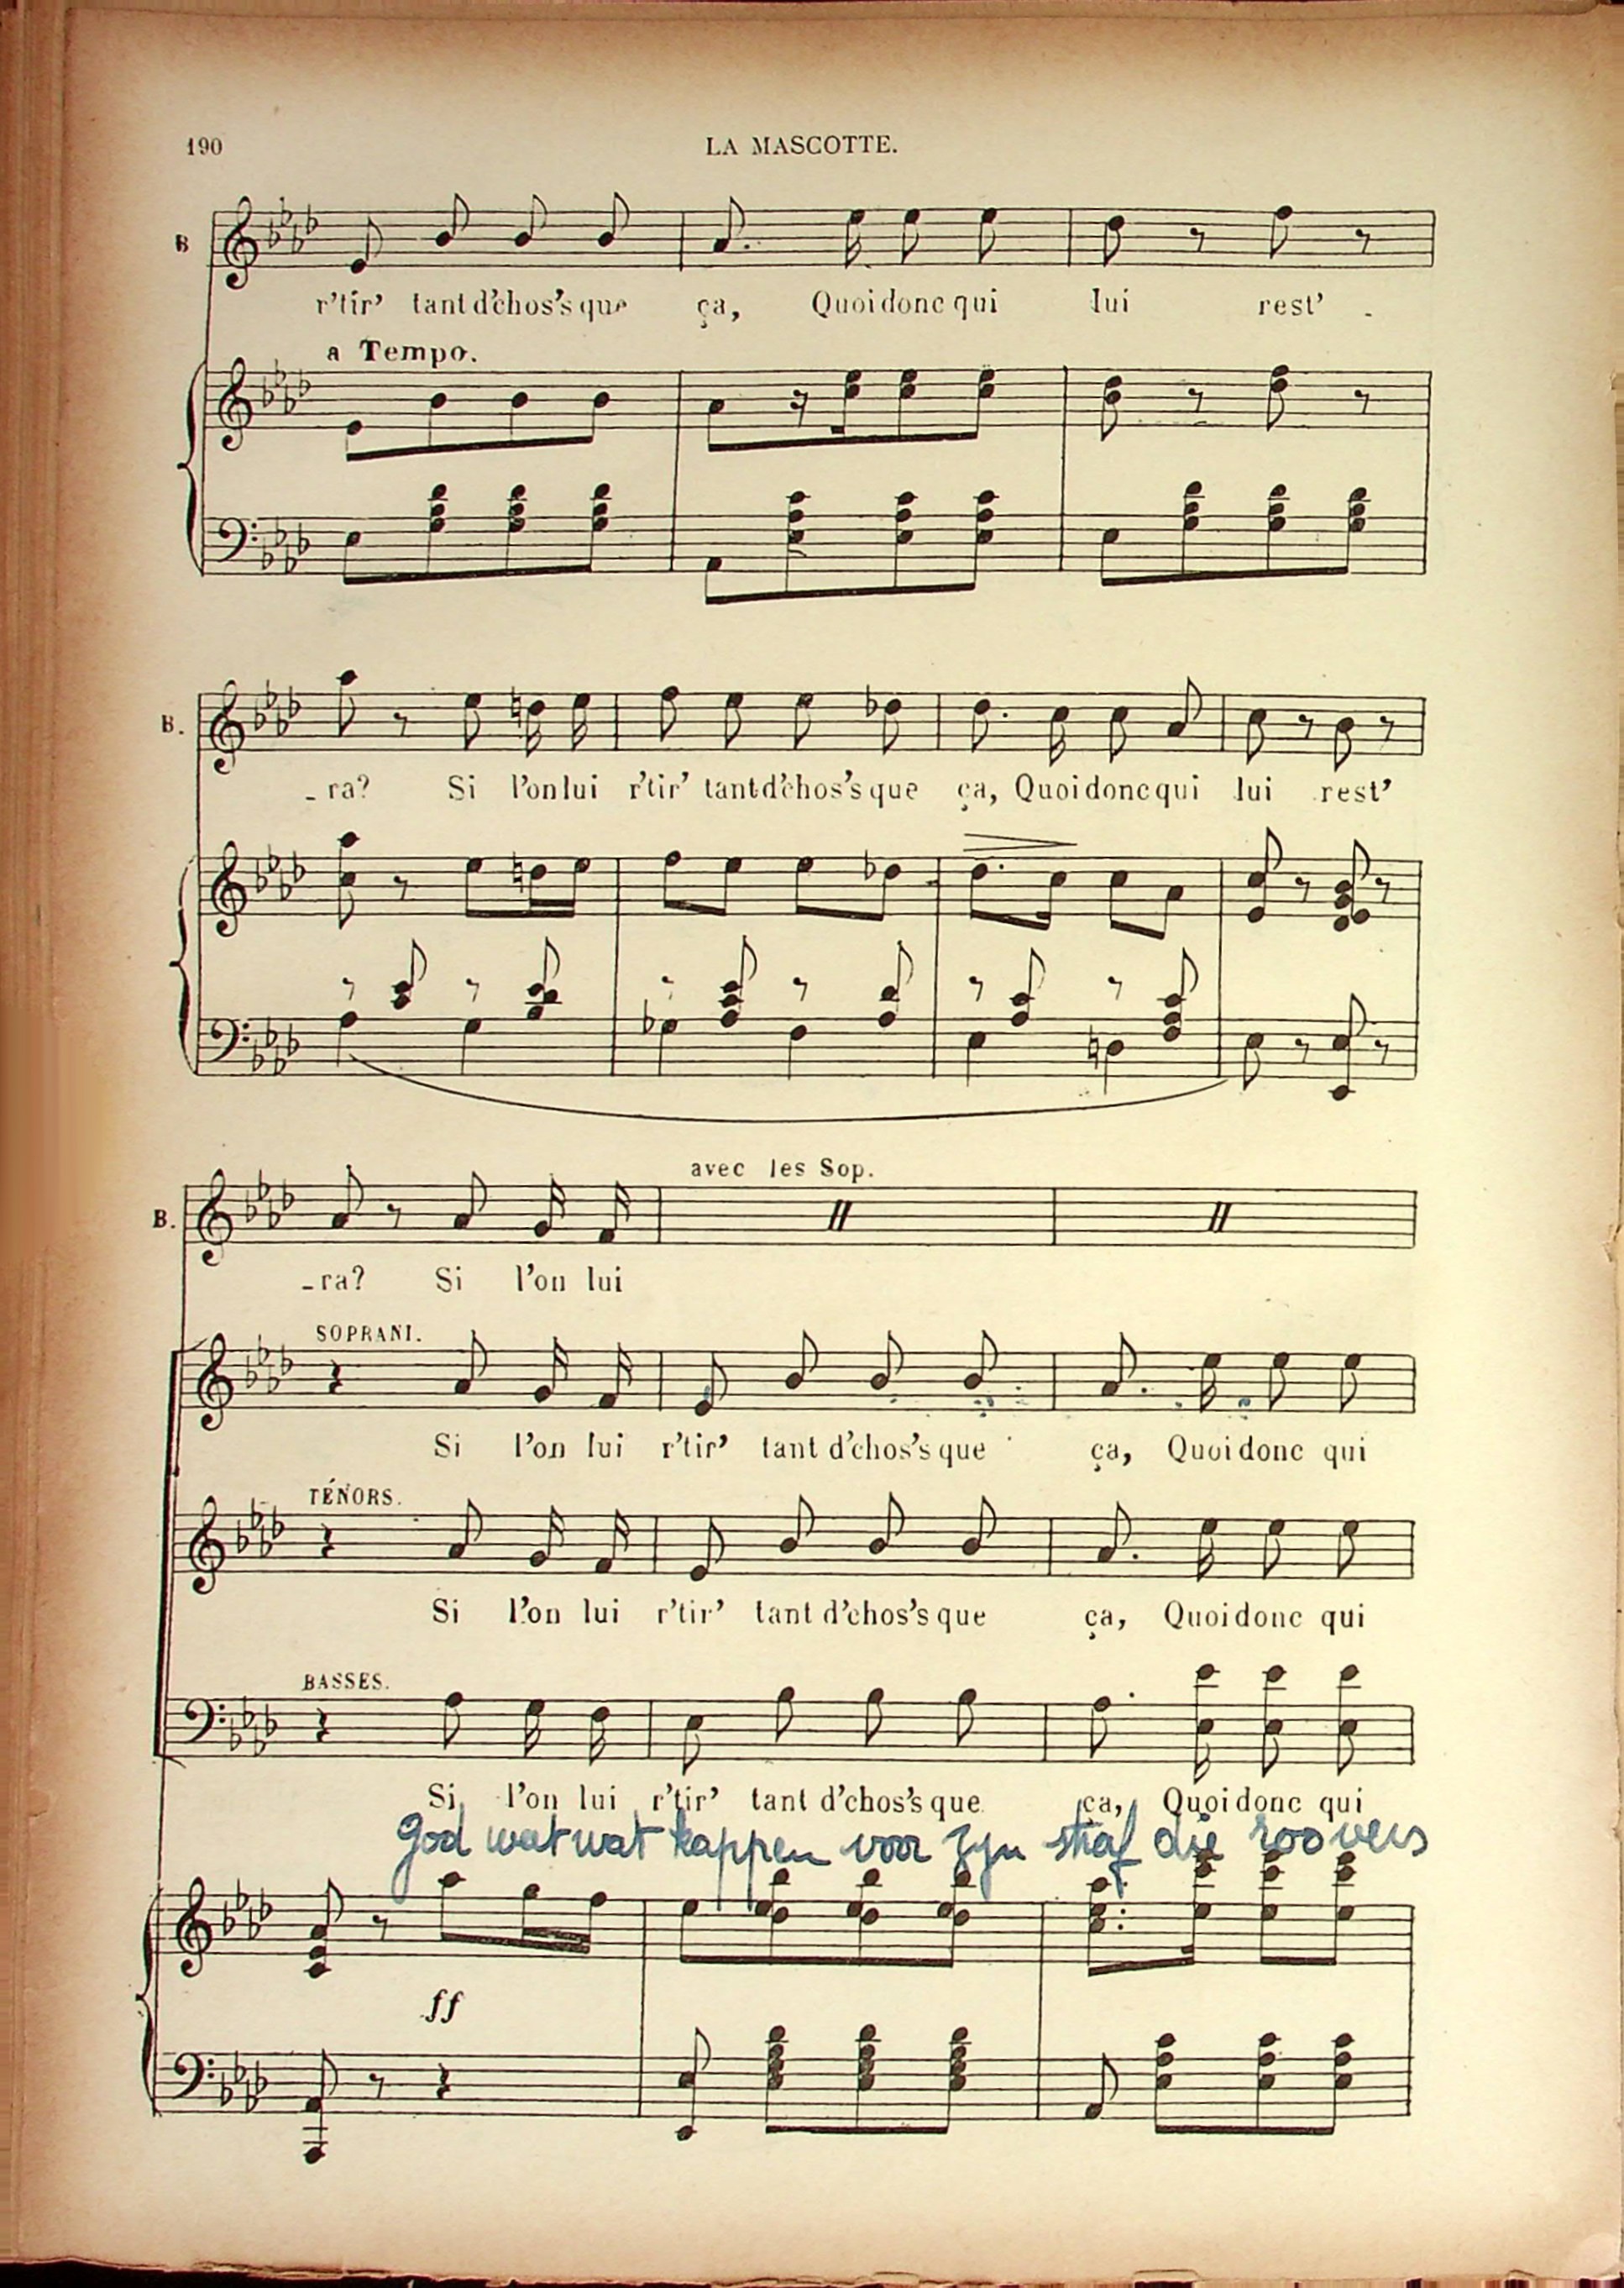 190
LA MASCOTTE.
B
r'tir' tant d'chos's que ça, Quoi donc qui lui rest' -
a Tempo.
B.
- ra? Si l'on lui r'tir' tant d'chos's que ça, Quoi donc qui lui rest'
avec les Sop.
B.
- ra? Si l'on lui
SOPRANI.
Si l'on lui r'tir' tant d'chos's que ça, Quoi donc qui
TÉNORS.
Si l'on lui r'tir' tant d'chos's que ça, Quoi donc qui
BASSES.
Si l'on lui r'tir' tant d'chos's que ça, Quoi donc qui
God wat wat kappen voor zyn straf die roovers
ff